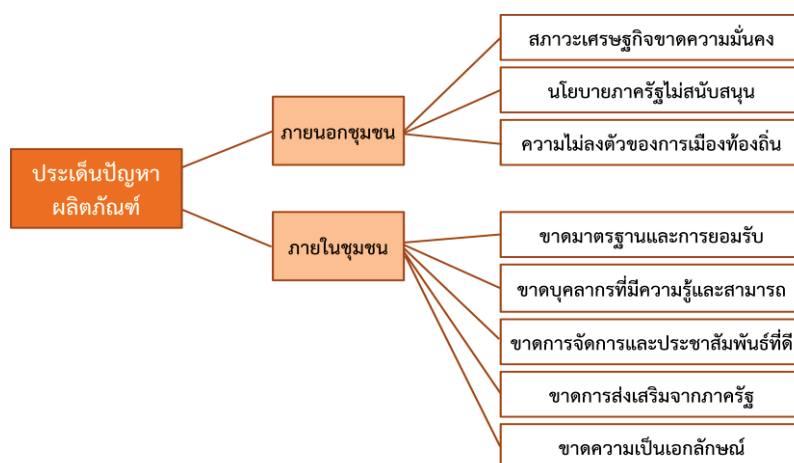 ประเด็นปัญหา
ผลิตภัณฑ์
ภายนอกชุมชน
สภาวะเศรษฐกิจขาดความมั่นคง
นโยบายภาครัฐไม่สนับสนุน
ความไม่ลงตัวของการเมืองท้องถิ่น
ภายในชุมชน
ขาดมาตรฐานและการยอมรับ
ขาดบุคลากรที่มีความรู้และสามารถ
ขาดการจัดการและประชาสัมพันธ์ที่ดี
ขาดการส่งเสริมจากภาครัฐ
ขาดความเป็นเอกลักษณ์